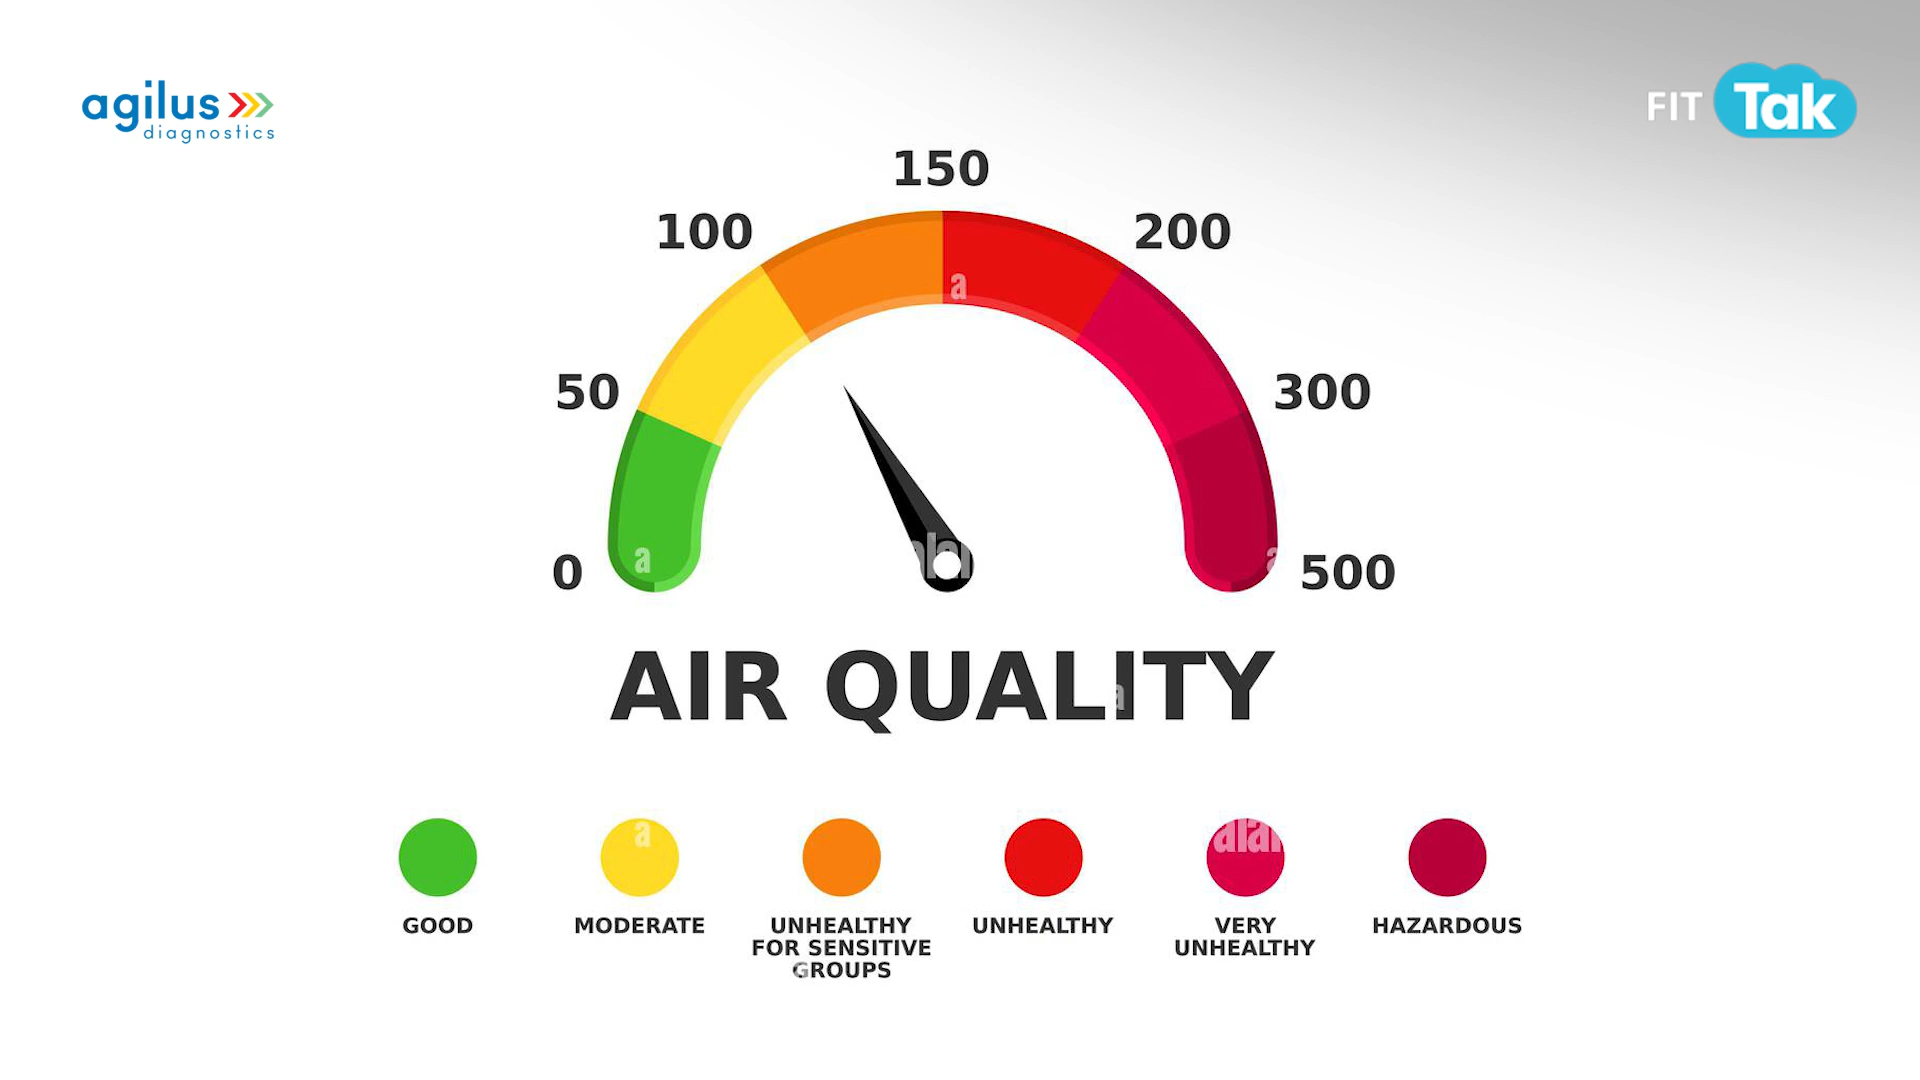 agilus
diagnostics
FIT Tak
150
100
200
50
300
0
500
AIR QUALITY
GOOD
MODERATE
UNHEALTHY
FOR SENSITIVE
GROUPS
UNHEALTHY
VERY
UNHEALTHY
HAZARDOUS